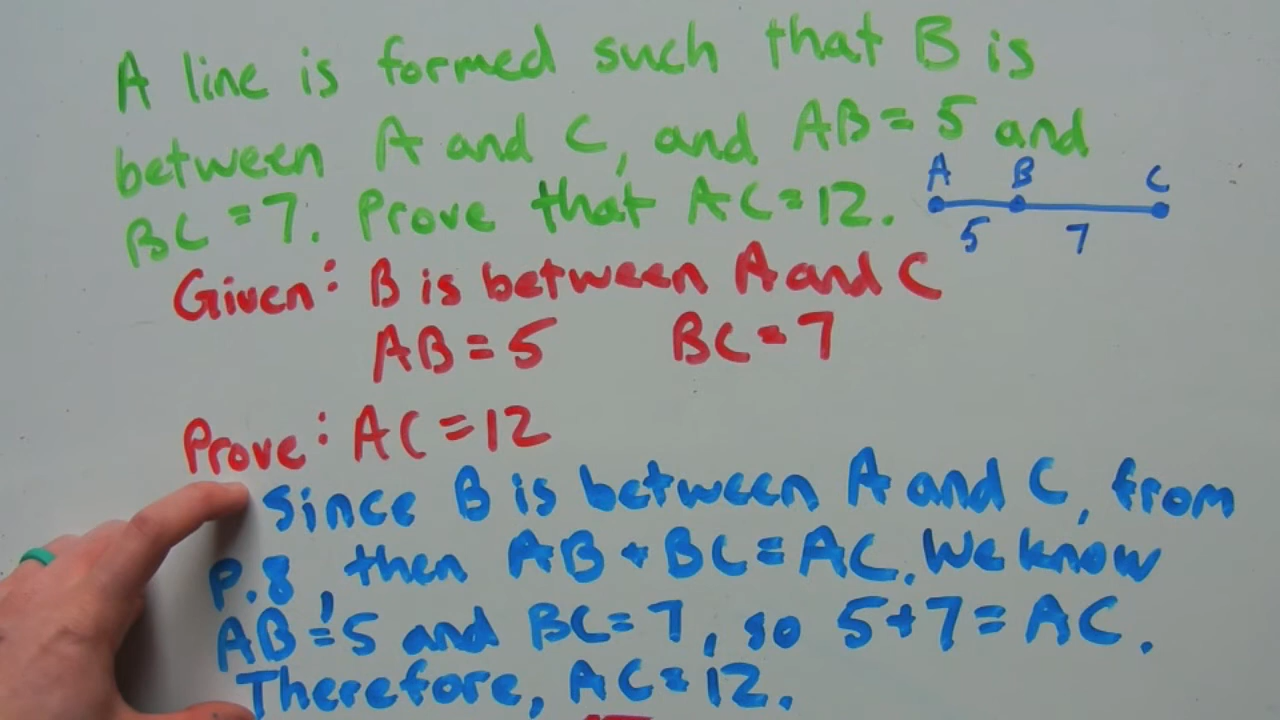 A line is formed such that B is
between A and C, and AB = 5 and
BC = 7. Prove that AC = 12.
A B C
5 7
Given: B is between A and C
AB = 5 BC = 7
Prove: AC = 12
Since B is between A and C, from
P.8, then AB + BC = AC. We know
AB = 5 and BC = 7, so 5 + 7 = AC.
Therefore, AC = 12.